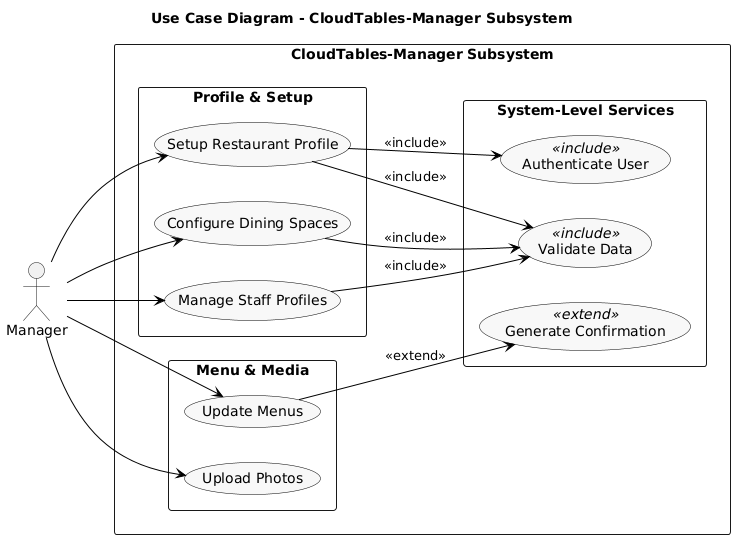 Use Case Diagram - CloudTables-Manager Subsystem
CloudTables-Manager Subsystem
Profile & Setup
Setup Restaurant Profile
Configure Dining Spaces
Manage Staff Profiles
Manager
Menu & Media
Update Menus
Upload Photos
«include»
«include»
«include»
«include»
«extend»
System-Level Services
«include»
Authenticate User
«include»
Validate Data
«extend»
Generate Confirmation